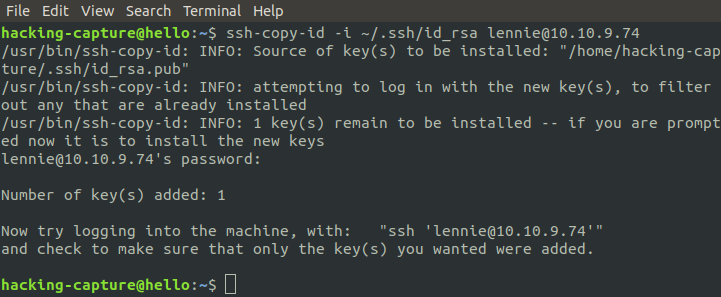 File Edit View Search Terminal Help
hacking-capture@hello:~$ ssh-copy-id -i ~/.ssh/id_rsa lennie@10.10.9.74
/usr/bin/ssh-copy-id: INFO: Source of key(s) to be installed: "/home/hacking-cap
ture/.ssh/id_rsa.pub"
/usr/bin/ssh-copy-id: INFO: attempting to log in with the new key(s), to filter
out any that are already installed
/usr/bin/ssh-copy-id: INFO: 1 key(s) remain to be installed -- if you are prompt
ed now it is to install the new keys
lennie@10.10.9.74's password:
Number of key(s) added: 1
Now try logging into the machine, with:   "ssh 'lennie@10.10.9.74'"
and check to make sure that only the key(s) you wanted were added.
hacking-capture@hello:~$